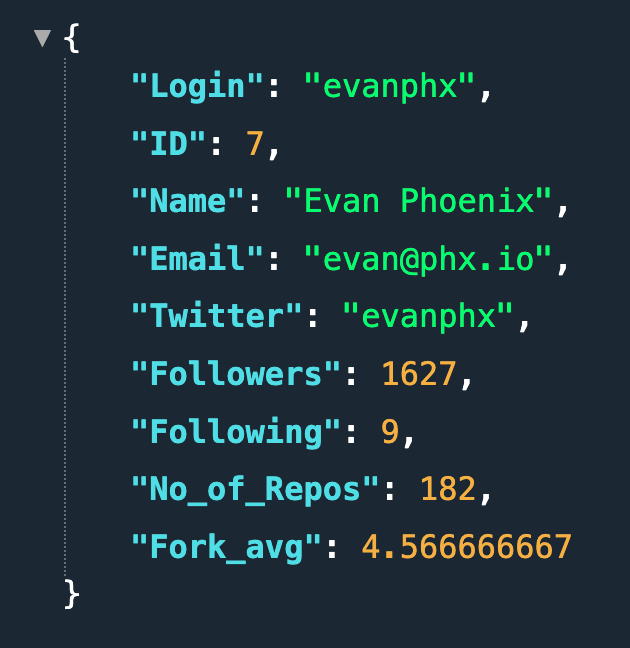 {
"Login": "evanphx",
"ID": 7,
"Name": "Evan Phoenix",
"Email": "evan@phx.io",
"Twitter": "evanphx",
"Followers": 1627,
"Following": 9,
"No_of_Repos": 182,
"Fork_avg": 4.566666667
}